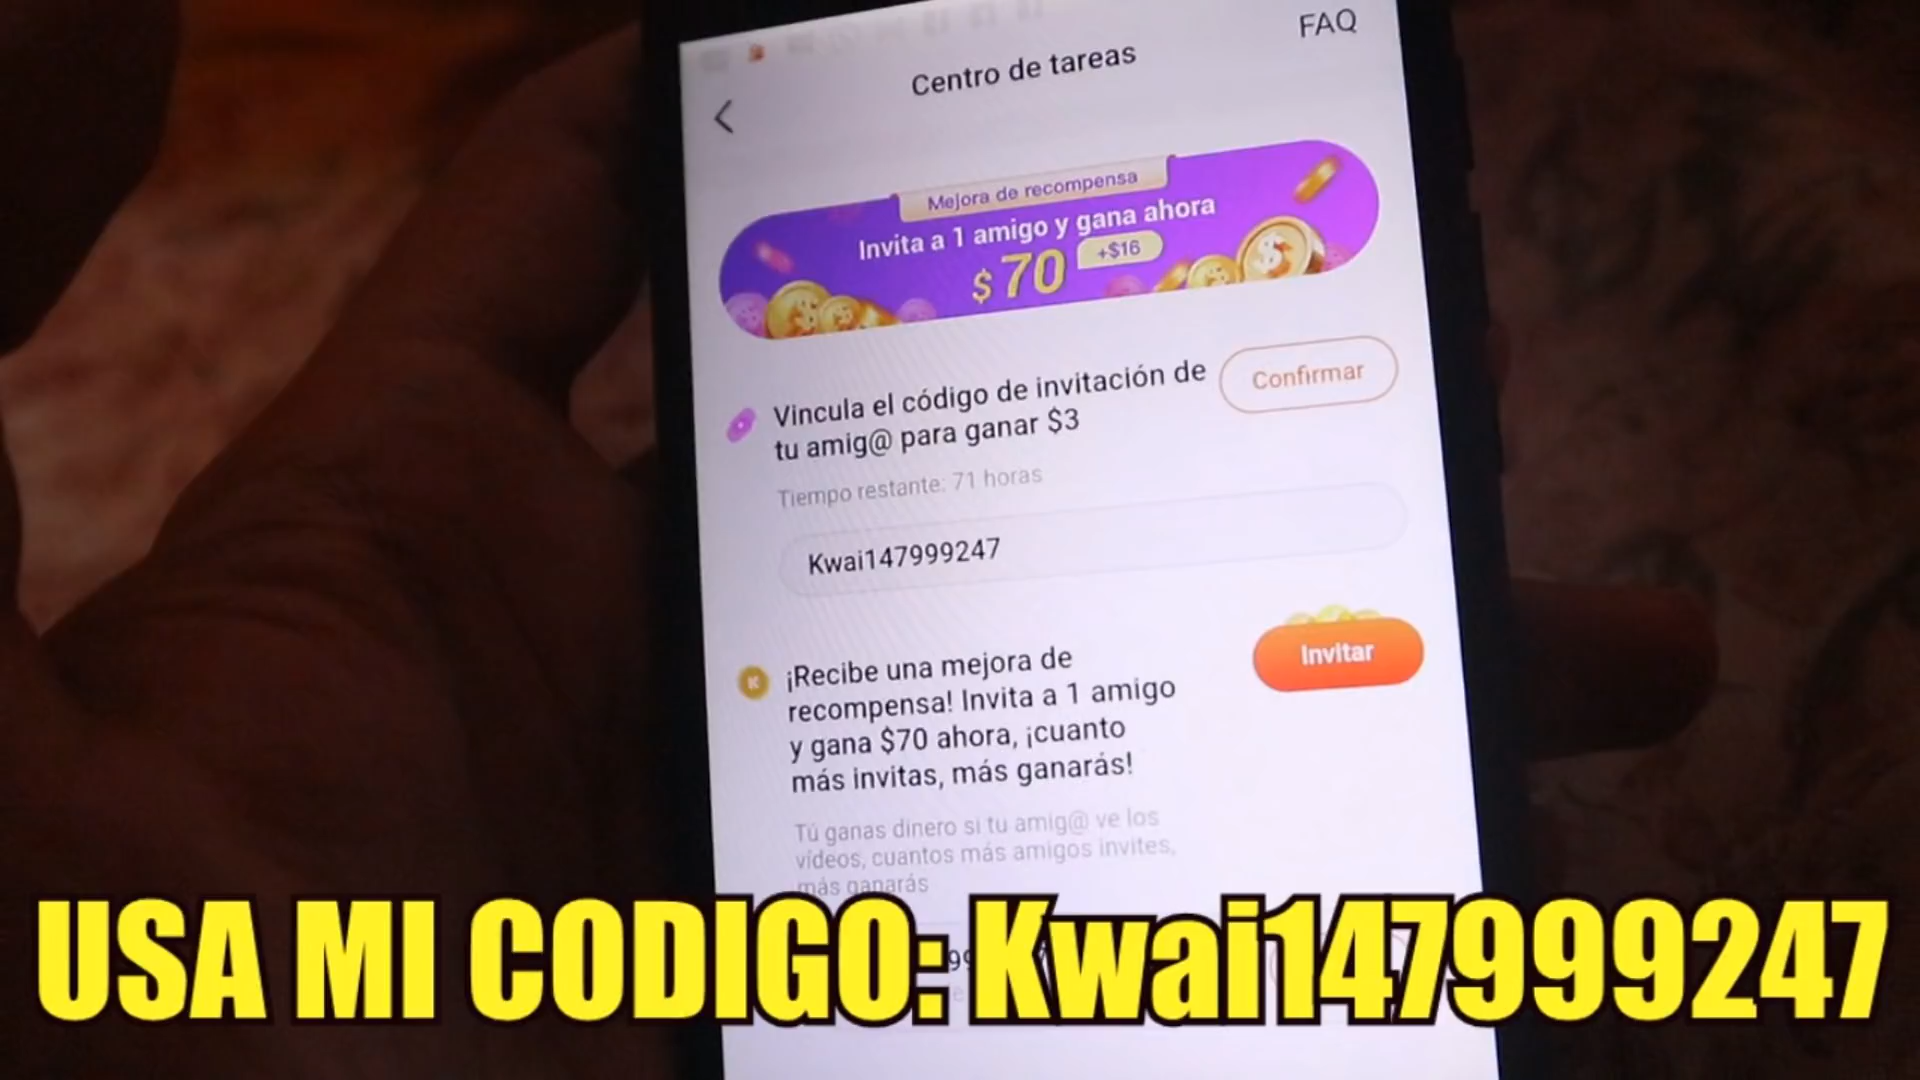 FAQ
Centro de tareas
Mejora de recompensa
Invita a 1 amigo y gana ahora
$70 +$16
Vincula el código de invitación de
tu amig@ para ganar $3
Confirmar
Tiempo restante: 71 horas
Kwai147999247
¡Recibe una mejora de
recompensa! Invita a 1 amigo
y gana $70 ahora, ¡cuanto
más invitas, más ganarás!
Invitar
Tú ganas dinero si tu amig@ ve los
vídeos, cuantos más amigos invites,
más ganarás
USA MI CODIGO: Kwai147999247